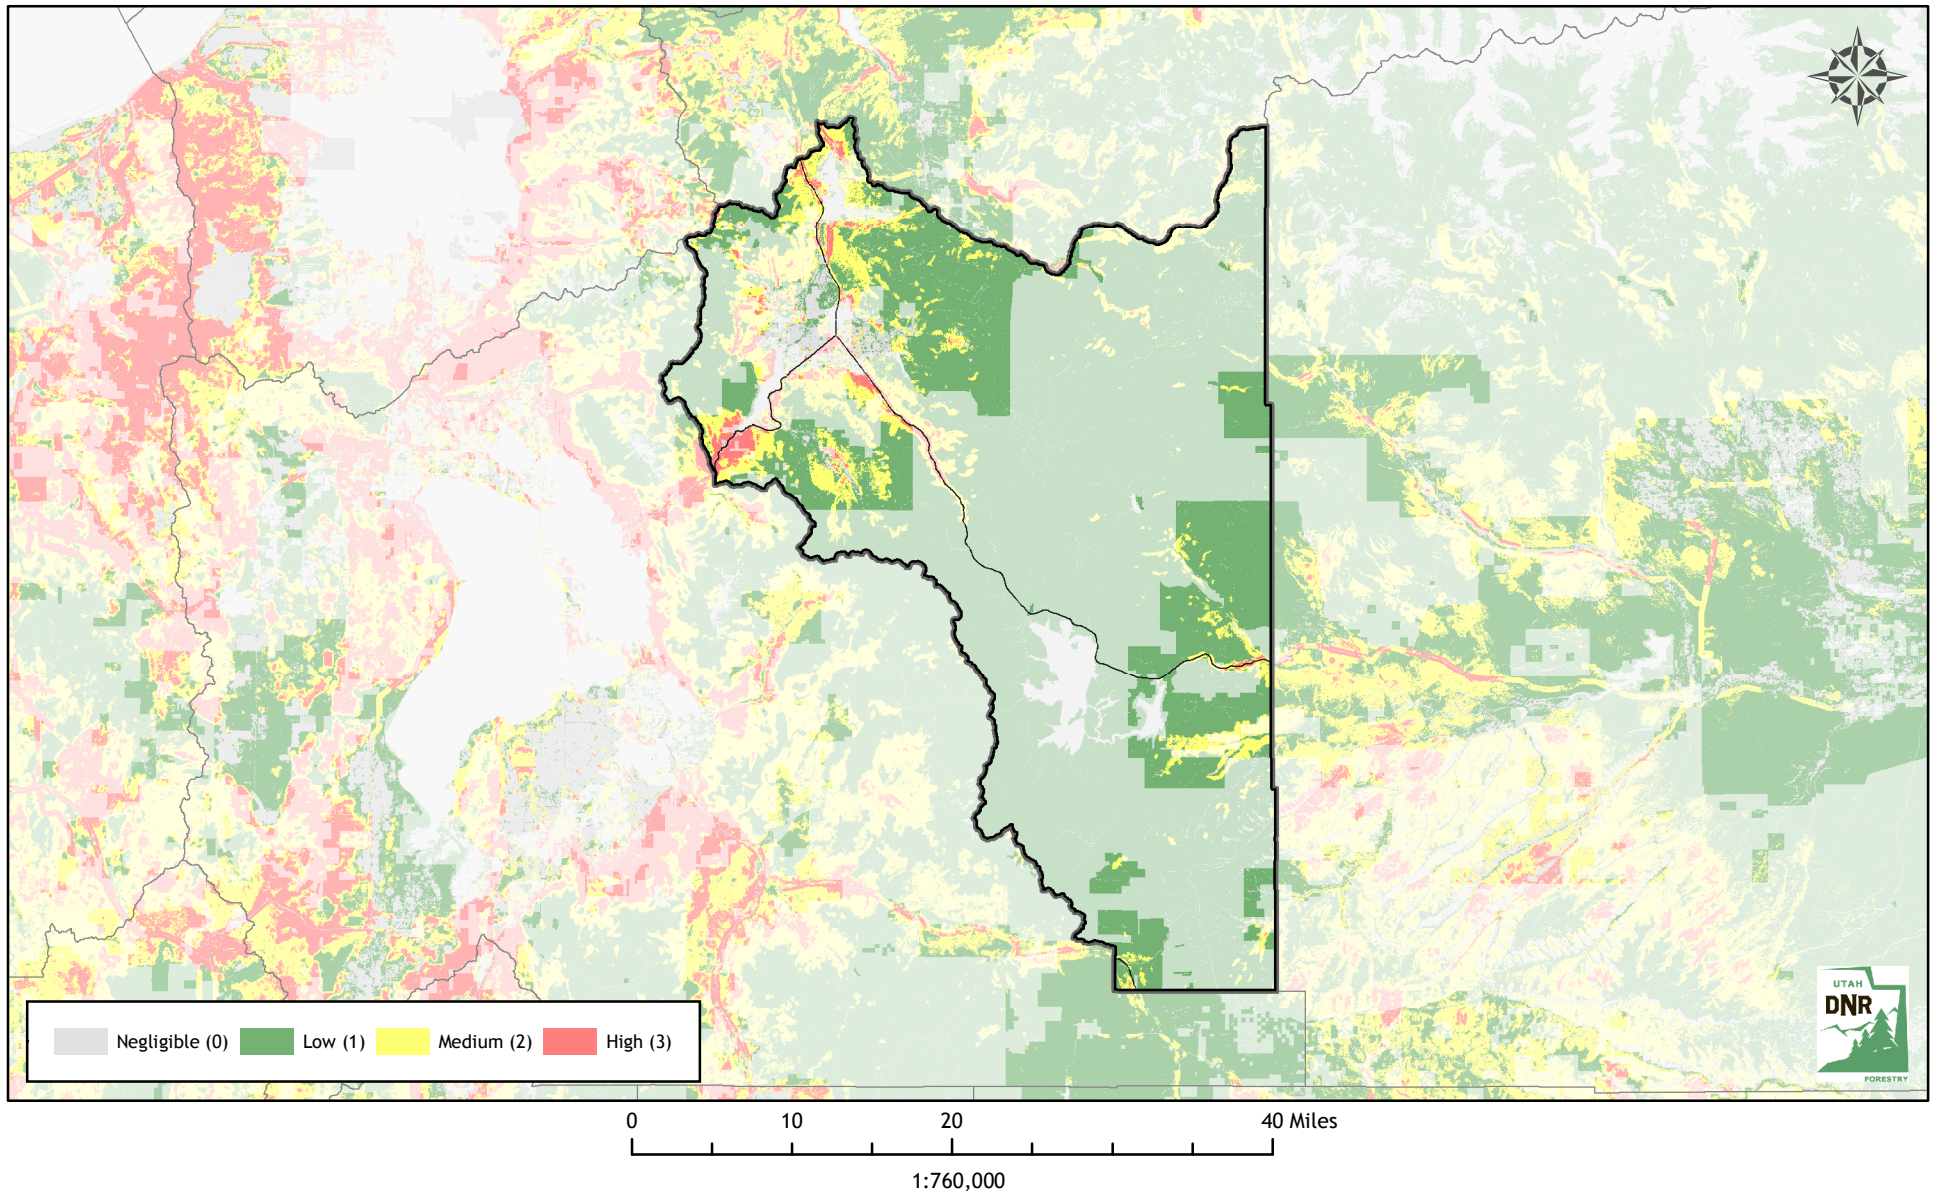 UTAH
DNR
FORESTRY
Negligible (0) Low (1) Medium (2) High (3)
0 10 20 40 Miles
1:760,000